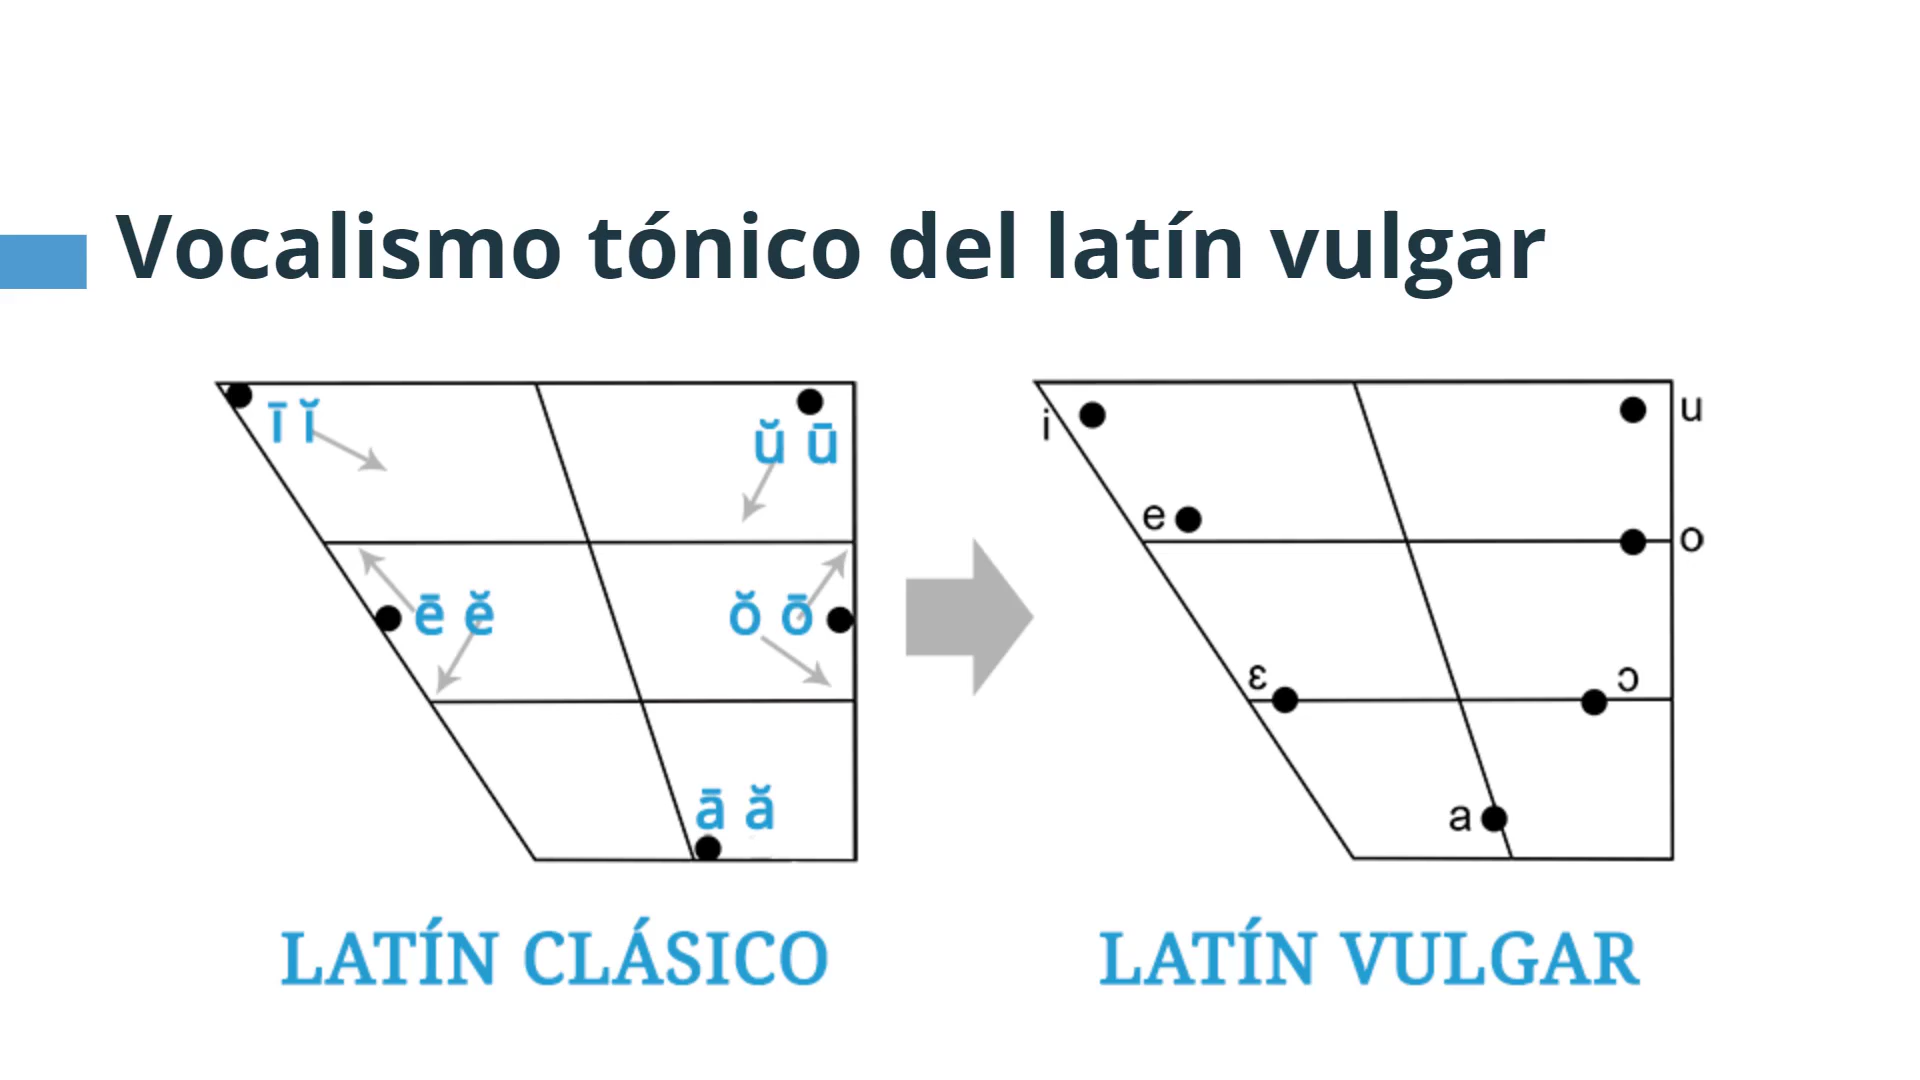 Vocalismo tónico del latín vulgar
ī ĭ
ŭ ū
ē ĕ
ŏ ō
ā ă
LATÍN CLÁSICO
i
u
e
o
ɛ
ɔ
a
LATÍN VULGAR